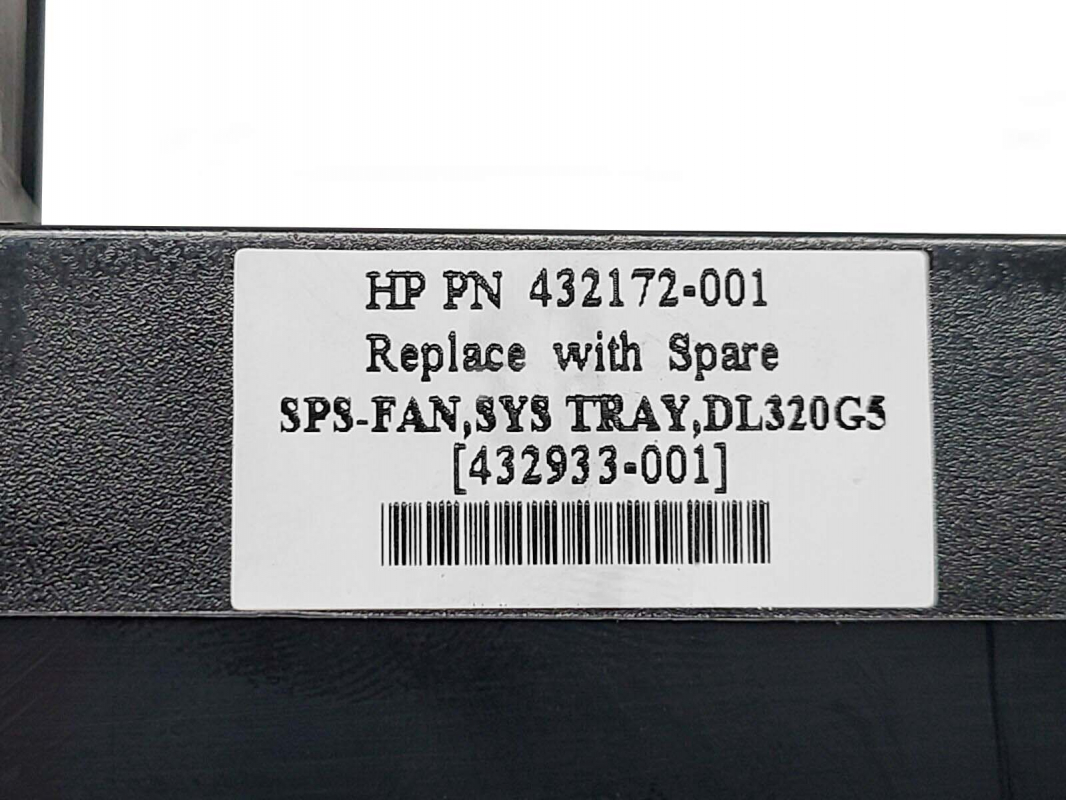 HP PN 432172-001
Replace with Spare
SPS-FAN,SYS TRAY,DL320G5
[432933-001]